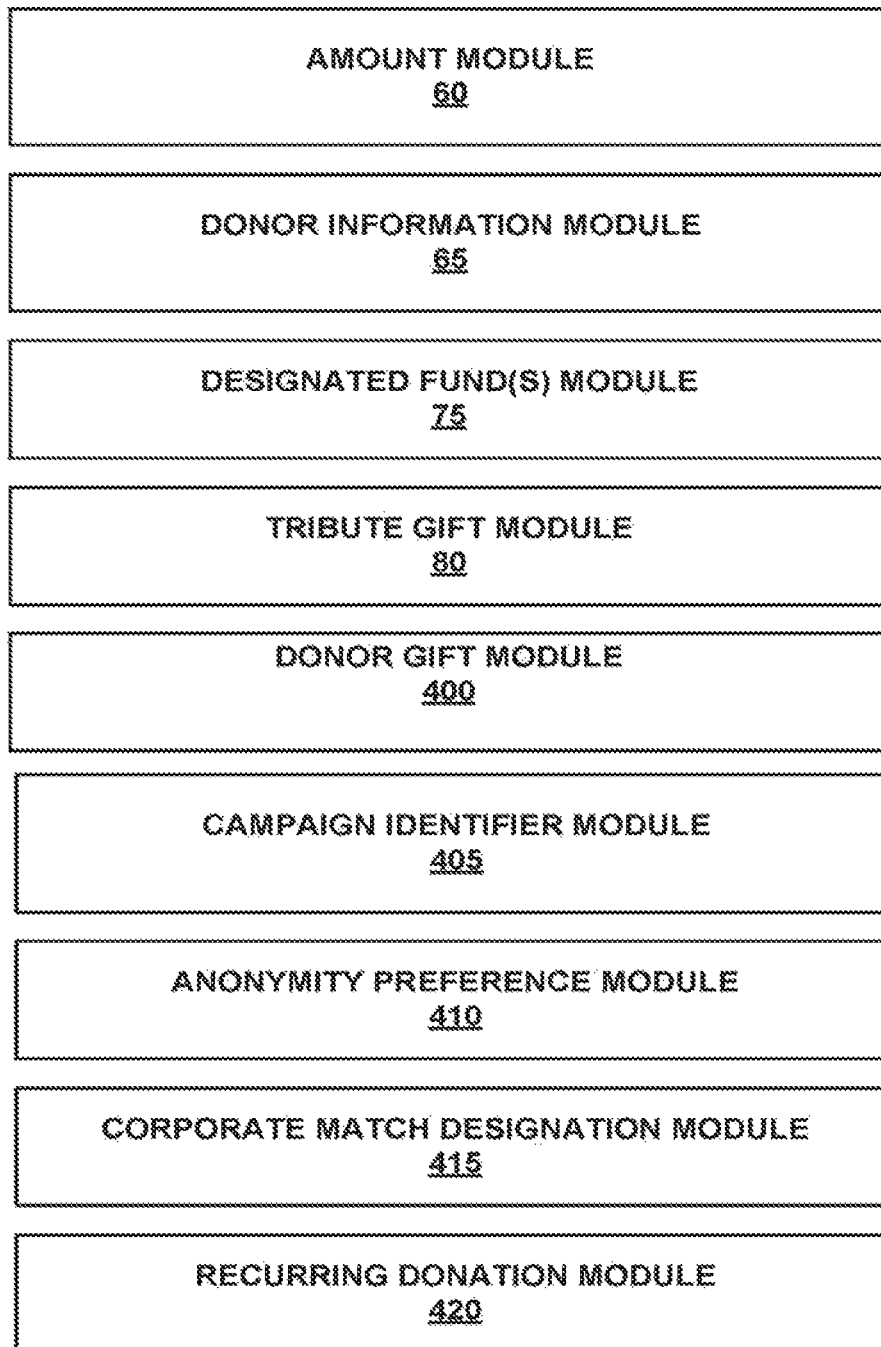 AMOUNT MODULE
60
DONOR INFORMATION MODULE
65
DESIGNATED FUND(S) MODULE
75
TRIBUTE GIFT MODULE
80
DONOR GIFT MODULE
400
CAMPAIGN IDENTIFIER MODULE
405
ANONYMITY PREFERENCE MODULE
410
CORPORATE MATCH DESIGNATION MODULE
415
RECURRING DONATION MODULE
420